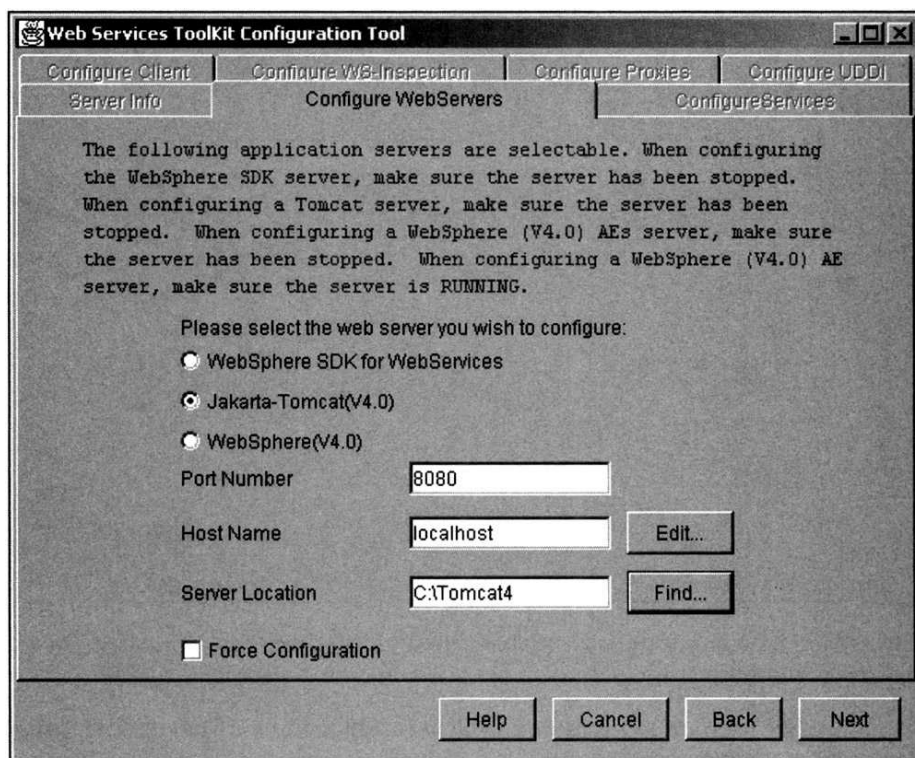 Web Services ToolKit Configuration Tool
Configure Client
Configure WS-Inspection
Configure Proxies
Configure UDDI
Server Info
Configure WebServers
ConfigureServices
The following application servers are selectable. When configuring
the WebSphere SDK server, make sure the server has been stopped.
When configuring a Tomcat server, make sure the server has been
stopped.  When configuring a WebSphere (V4.0) AEs server, make sure
the server has been stopped.  When configuring a WebSphere (V4.0) AE
server, make sure the server is RUNNING.
Please select the web server you wish to configure:
WebSphere SDK for WebServices
Jakarta-Tomcat(V4.0)
WebSphere(V4.0)
Port Number
8080
Host Name
localhost
Edit...
Server Location
C:\Tomcat4
Find...
Force Configuration
Help
Cancel
Back
Next